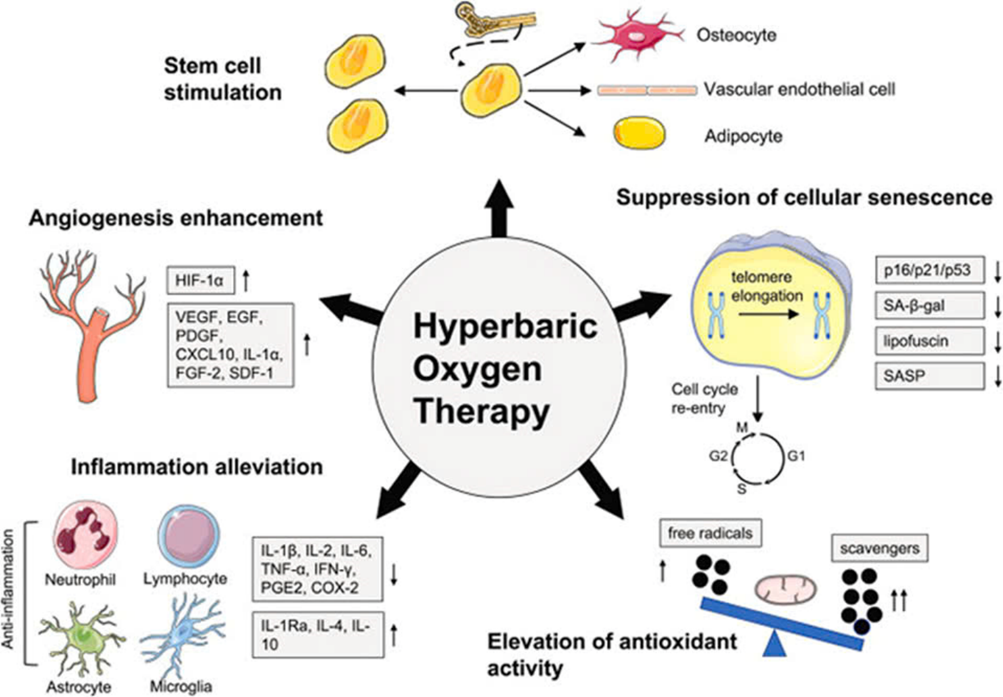 Stem cell
stimulation
Osteocyte
Vascular endothelial cell
Adipocyte
Angiogenesis enhancement
HIF-1α
VEGF, EGF,
PDGF,
CXCL10, IL-1α,
FGF-2, SDF-1
Suppression of cellular senescence
telomere
elongation
p16/p21/p53
SA-β-gal
lipofuscin
SASP
Cell cycle
re-entry
M
G2
G1
S
Hyperbaric
Oxygen
Therapy
Inflammation alleviation
Anti-inflammation
Neutrophil
Lymphocyte
Astrocyte
Microglia
IL-1β, IL-2, IL-6,
TNF-α, IFN-γ,
PGE2, COX-2
IL-1Ra, IL-4, IL-
10
free radicals
scavengers
Elevation of antioxidant
activity